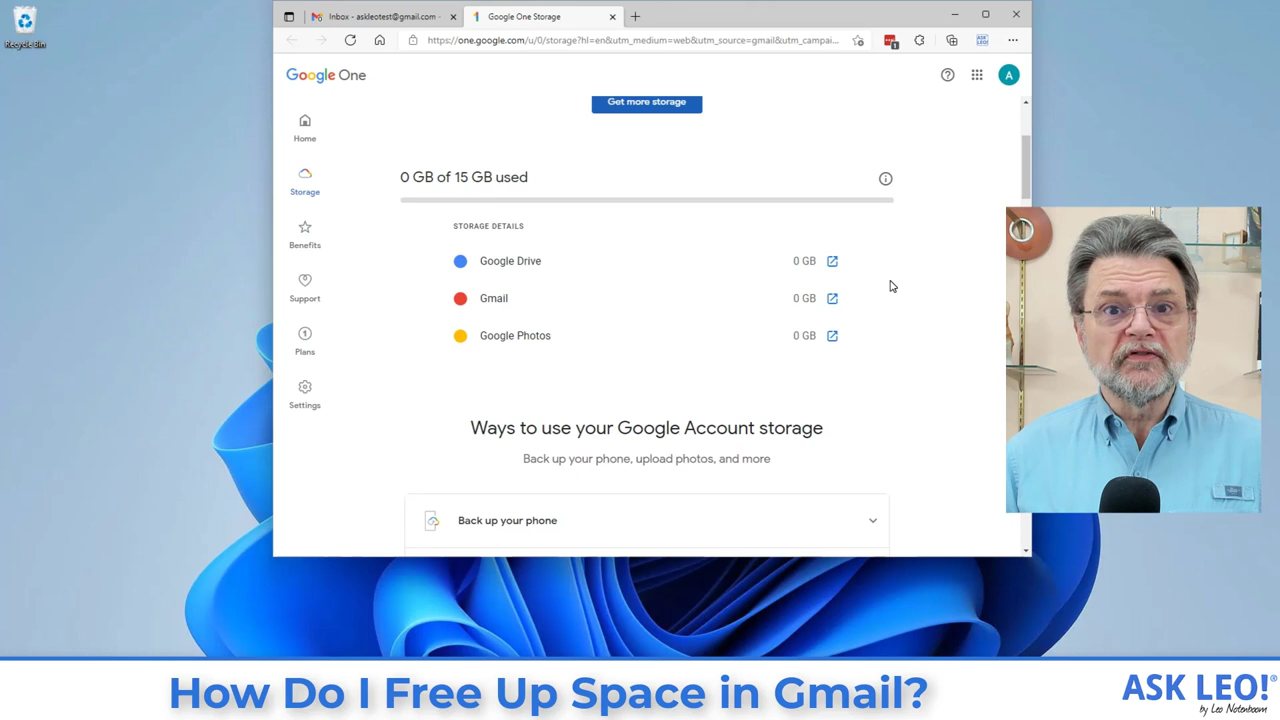 Recycle Bin
Inbox - askleotest@gmail.com -
Google One Storage
https://one.google.com/u/0/storage?hl=en&utm_medium=web&utm_source=gmail&utm_campai...
1
ASK LEO!
Google One
A
Get more storage
Home
Storage
Benefits
Support
1
Plans
Settings
0 GB of 15 GB used
STORAGE DETAILS
Google Drive 0 GB
Gmail 0 GB
Google Photos 0 GB
Ways to use your Google Account storage
Back up your phone, upload photos, and more
Back up your phone
How Do I Free Up Space in Gmail?
ASK LEO!®
by Leo Notenboom